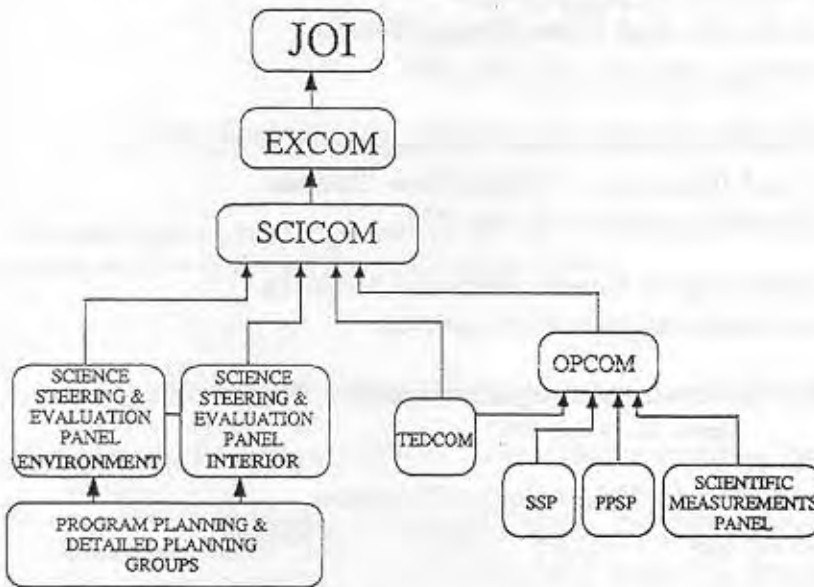 JOI
EXCOM
SCICOM
SCIENCE
STEERING &
EVALUATION
PANEL
ENVIRONMENT
SCIENCE
STEERING &
EVALUATION
PANEL
INTERIOR
TEDCOM
OPCOM
SSP
PPSP
SCIENTIFIC
MEASUREMENTS
PANEL
PROGRAM PLANNING &
DETAILED PLANNING
GROUPS